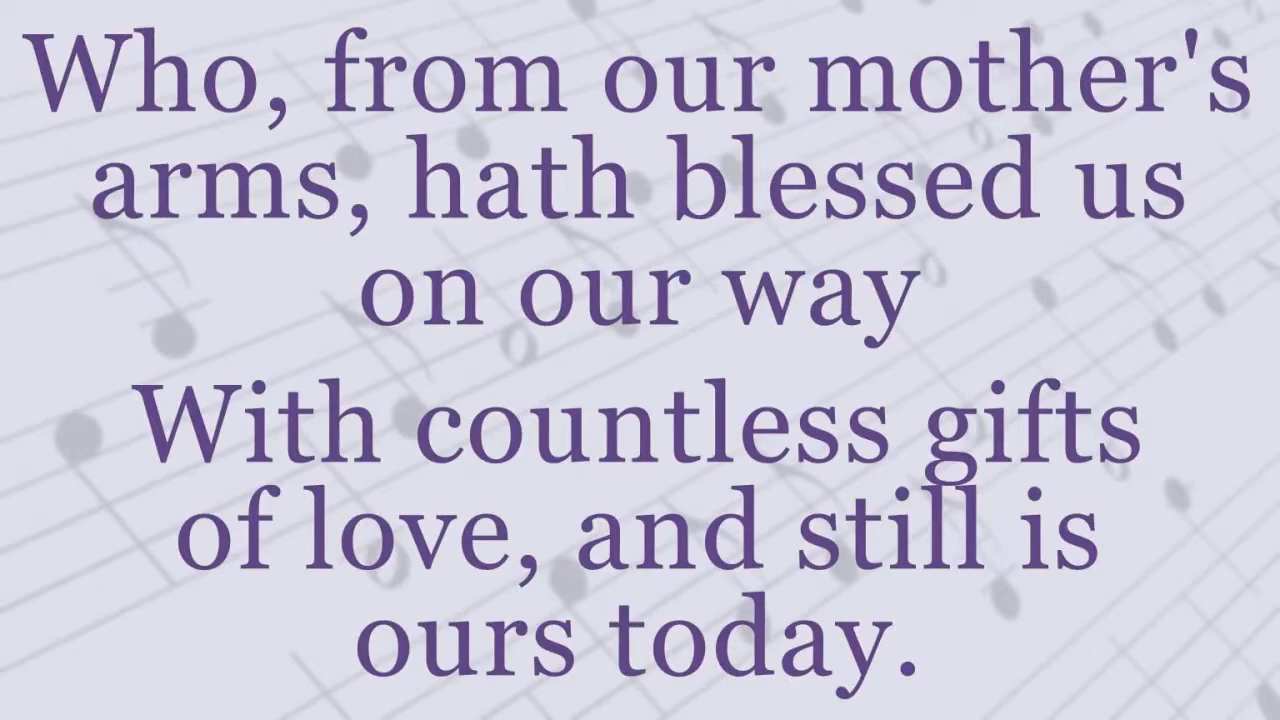 Who, from our mother's
arms, hath blessed us
on our way
With countless gifts
of love, and still is
ours today.